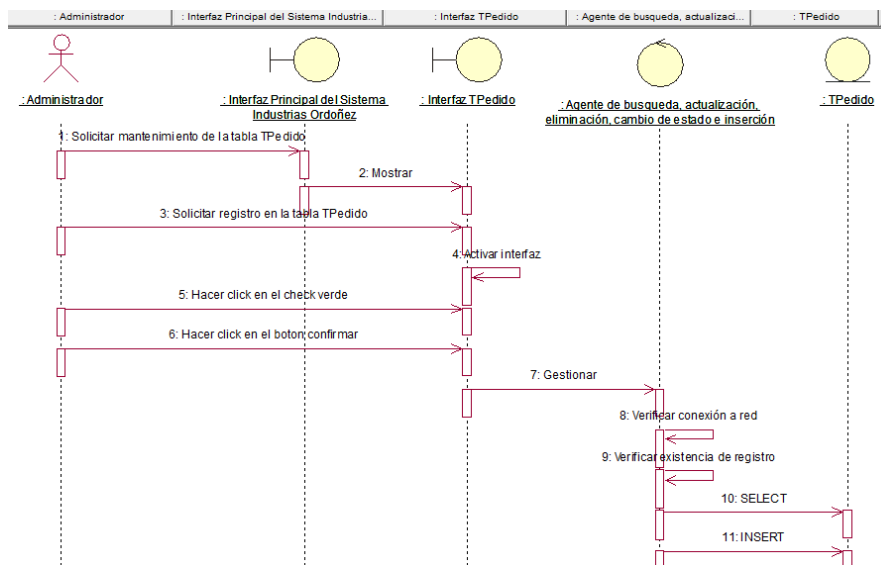 : Administrador
: Interfaz Principal del Sistema Industria...
: Interfaz TPedido
: Agente de busqueda, actualizaci...
: TPedido
: Administrador
: Interfaz Principal del Sistema
Industrias Ordoñez
: Interfaz TPedido
: Agente de busqueda, actualización,
eliminación, cambio de estado e inserción
: TPedido
1: Solicitar mantenimiento de la tabla TPedido
2: Mostrar
3: Solicitar registro en la tabla TPedido
4: Activar interfaz
5: Hacer click en el check verde
6: Hacer click en el boton confirmar
7: Gestionar
8: Verificar conexión a red
9: Verificar existencia de registro
10: SELECT
11: INSERT